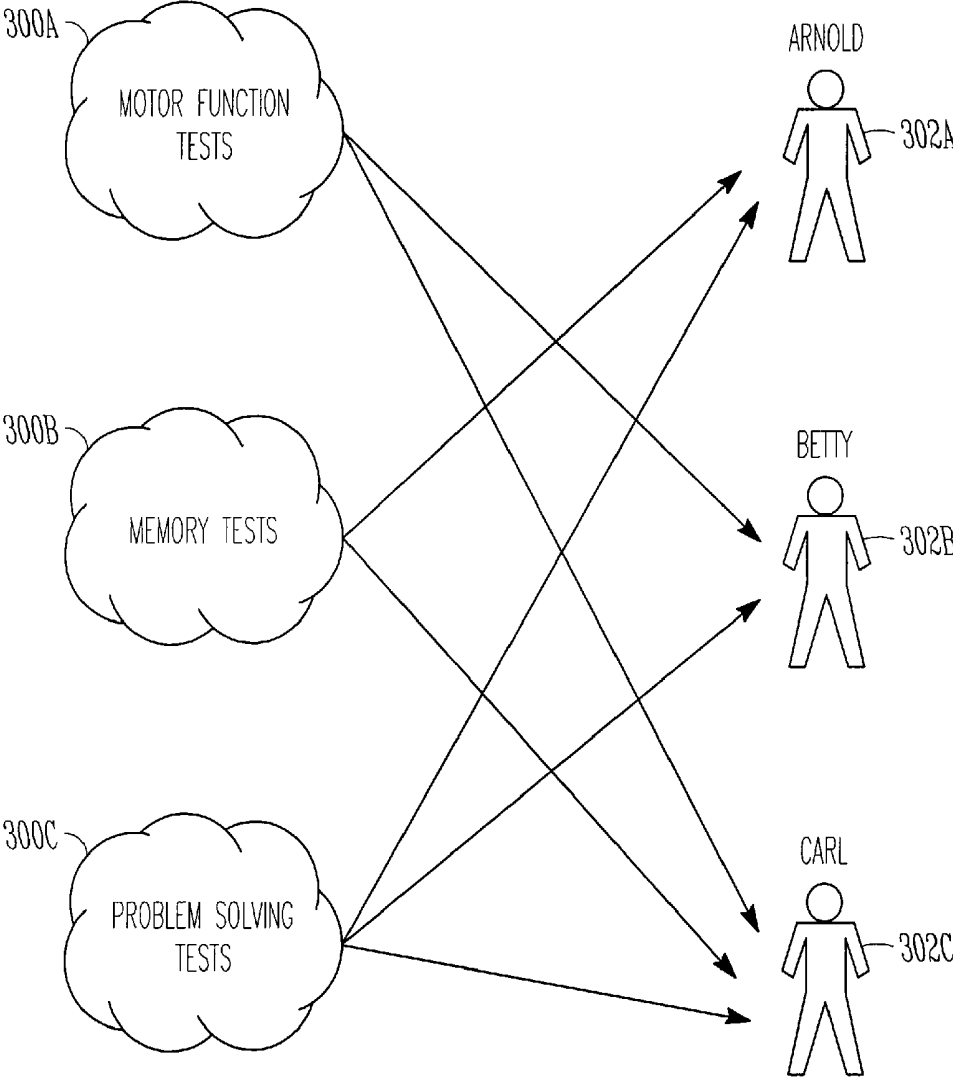 300A
MOTOR FUNCTION
TESTS
ARNOLD
302A
300B
MEMORY TESTS
BETTY
302B
300C
PROBLEM SOLVING
TESTS
CARL
302C